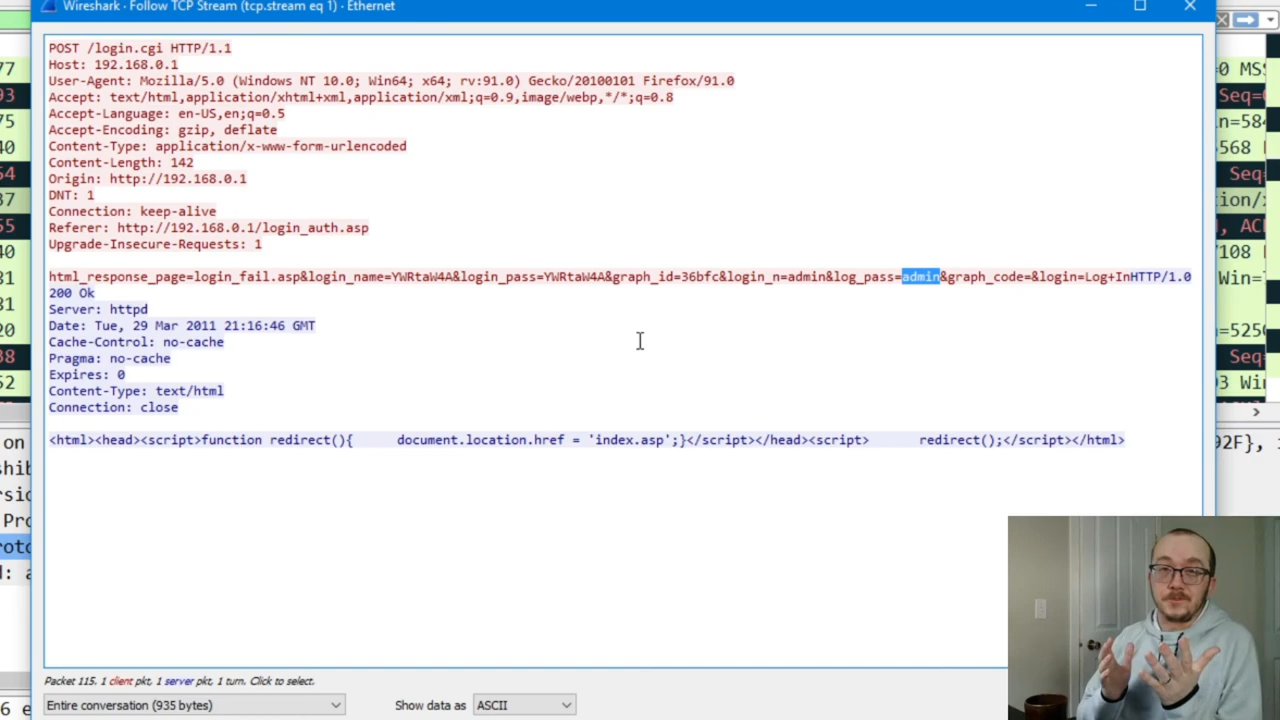 Wireshark · Follow TCP Stream (tcp.stream eq 1) · Ethernet
POST /login.cgi HTTP/1.1
Host: 192.168.0.1
User-Agent: Mozilla/5.0 (Windows NT 10.0; Win64; x64; rv:91.0) Gecko/20100101 Firefox/91.0
Accept: text/html,application/xhtml+xml,application/xml;q=0.9,image/webp,*/*;q=0.8
Accept-Language: en-US,en;q=0.5
Accept-Encoding: gzip, deflate
Content-Type: application/x-www-form-urlencoded
Content-Length: 142
Origin: http://192.168.0.1
DNT: 1
Connection: keep-alive
Referer: http://192.168.0.1/login_auth.asp
Upgrade-Insecure-Requests: 1
html_response_page=login_fail.asp&login_name=YWRtaW4A&login_pass=YWRtaW4A&graph_id=36bfc&login_n=admin&log_pass=admin&graph_code=&login=Log+InHTTP/1.0
200 Ok
Server: httpd
Date: Tue, 29 Mar 2011 21:16:46 GMT
Cache-Control: no-cache
Pragma: no-cache
Expires: 0
Content-Type: text/html
Connection: close
<html><head><script>function redirect(){ document.location.href = 'index.asp';}</script></head><script> redirect();</script></html>
Packet 115. 1 client pkt, 1 server pkt, 1 turn. Click to select.
Entire conversation (935 bytes)
Show data as ASCII